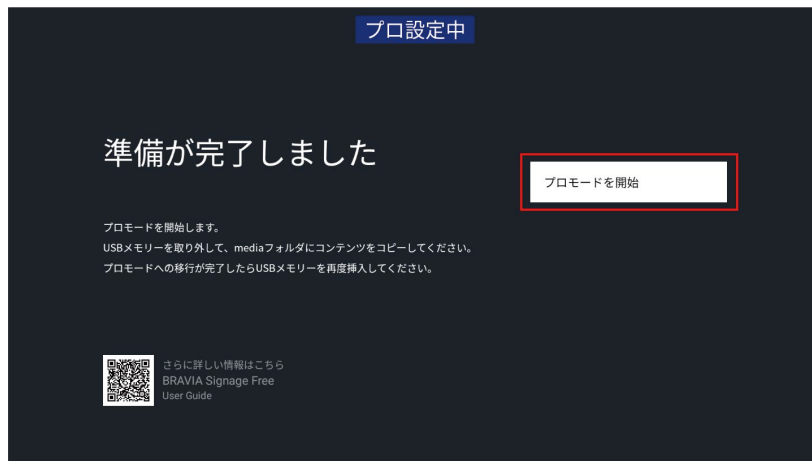 プロ設定中
準備が完了しました
プロモードを開始
プロモードを開始します。
USBメモリーを取り外して、mediaフォルダにコンテンツをコピーしてください。
プロモードへの移行が完了したらUSBメモリーを再度挿入してください。
さらに詳しい情報はこちら
BRAVIA Signage Free
User Guide